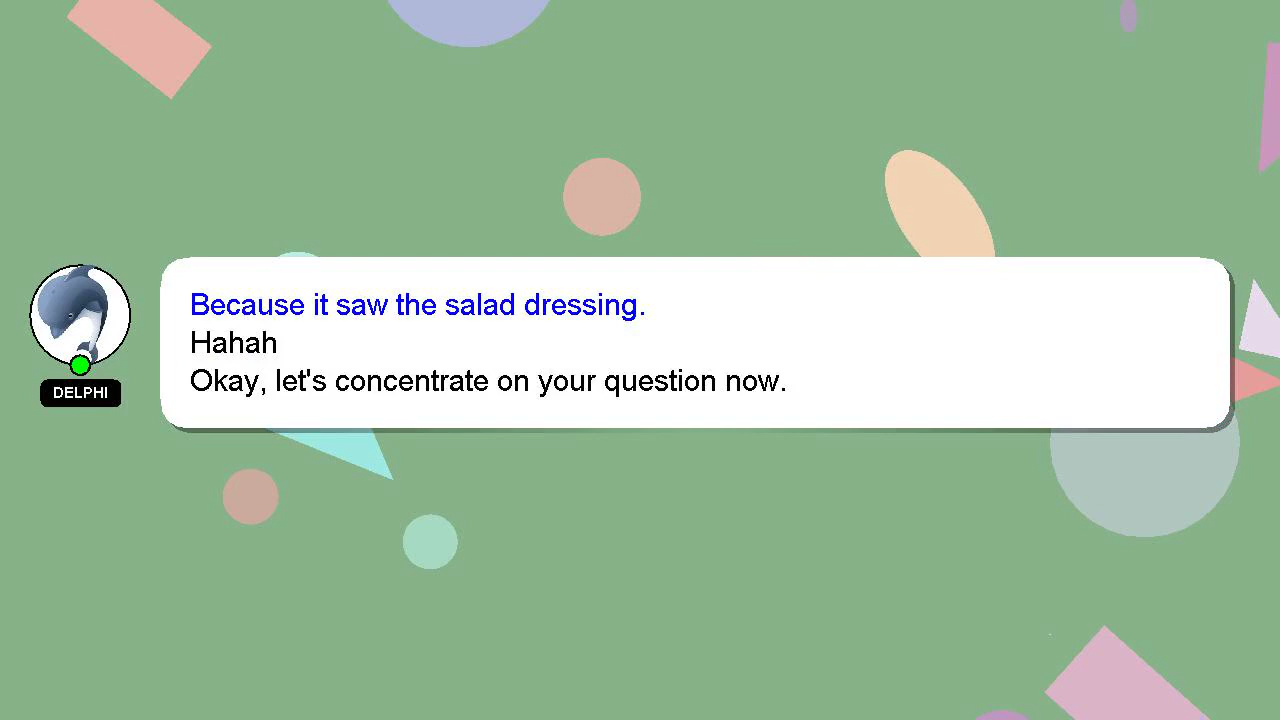 Because it saw the salad dressing.
Hahah
Okay, let's concentrate on your question now.
DELPHI